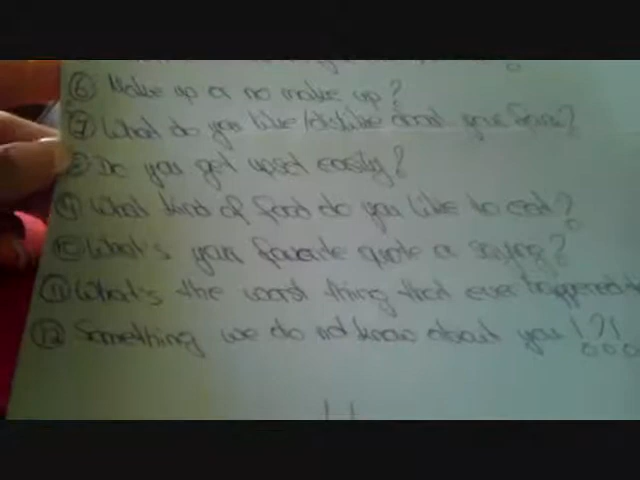 ⑥ Make up or no make up?
⑦ What do you like/dislike about your
⑧ Do you get upset easily?
⑨ What kind of food do you like to eat?
⑩ What's your favorite quote or saying?
⑪ What's the worst thing that ever happened to
⑫ Something we do not know about you!?!